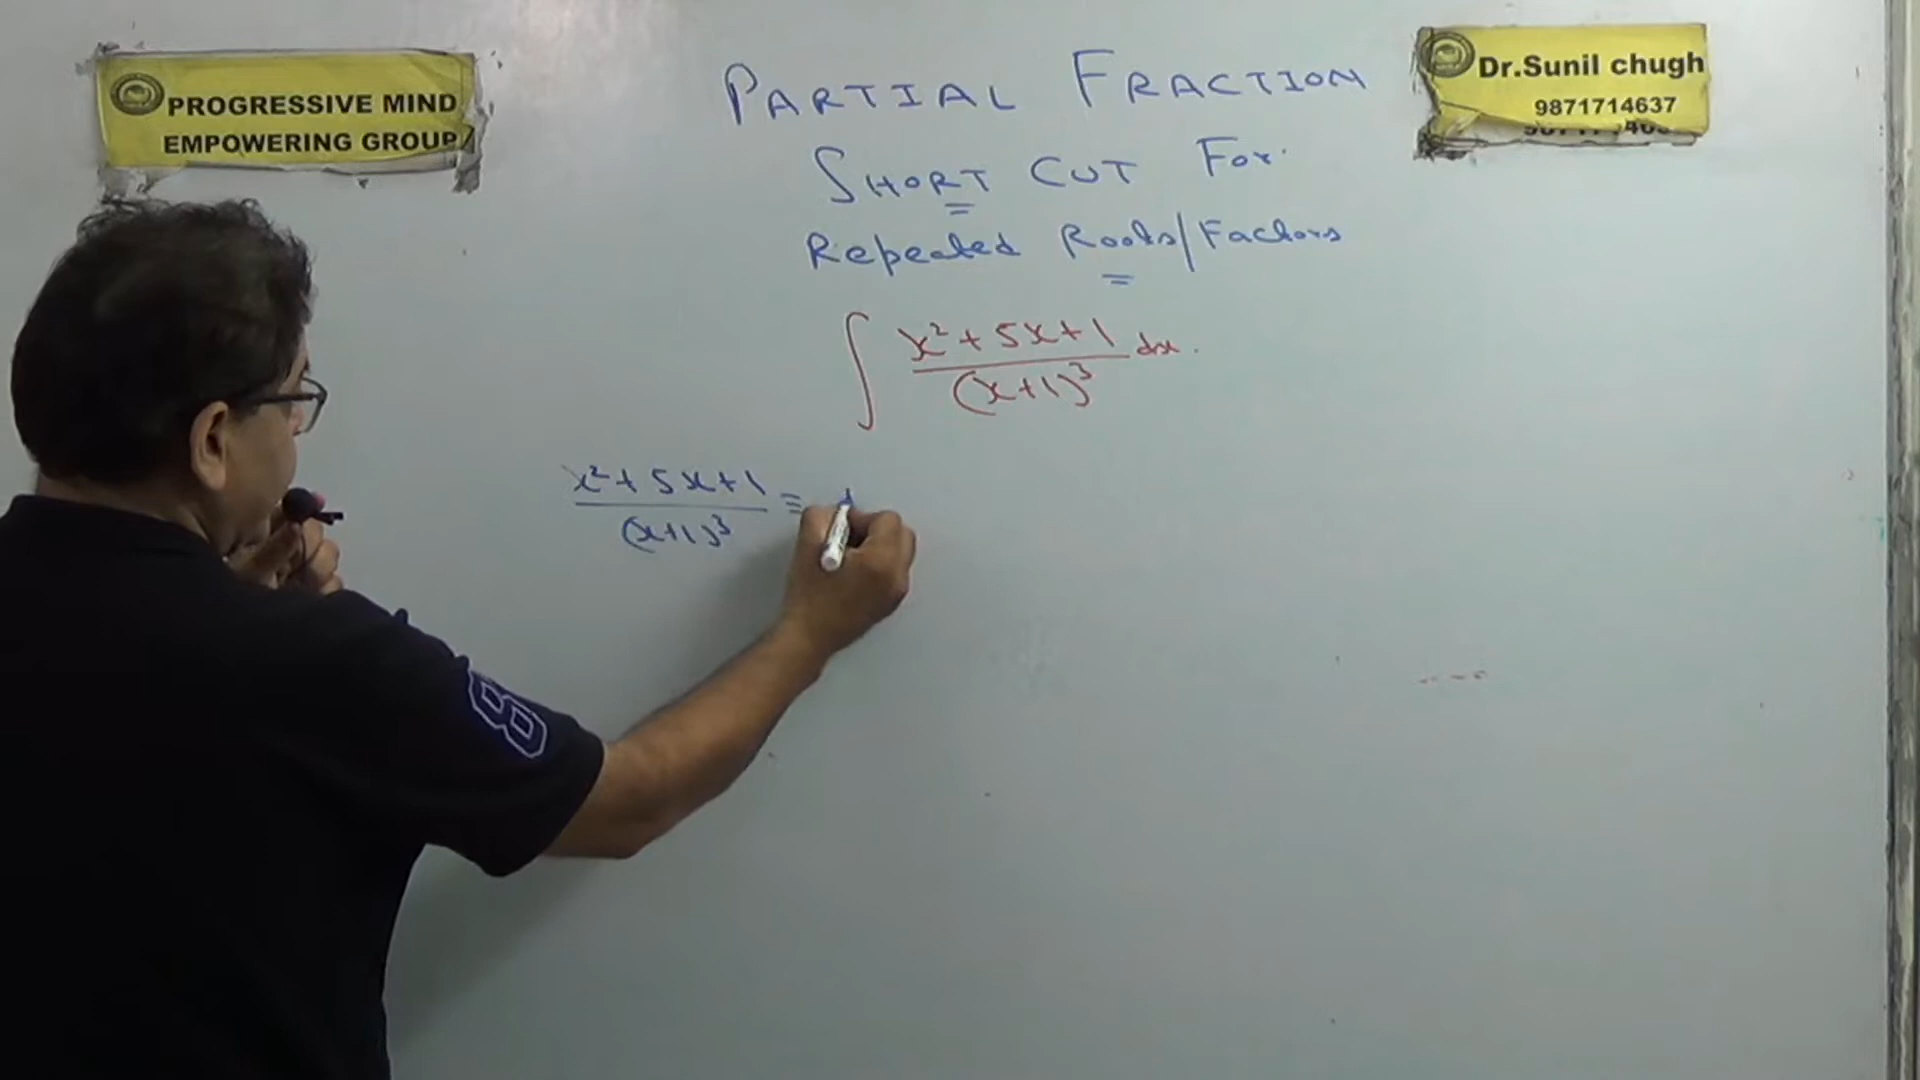 PROGRESSIVE MIND
EMPOWERING GROUP
Dr.Sunil chugh
9871714637
PARTIAL FRACTION
SHORT CUT FOR
Repeated Roots/Factors
∫ x²+5x+1 / (x+1)³ dx.
x²+5x+1 / (x+1)³ ≡